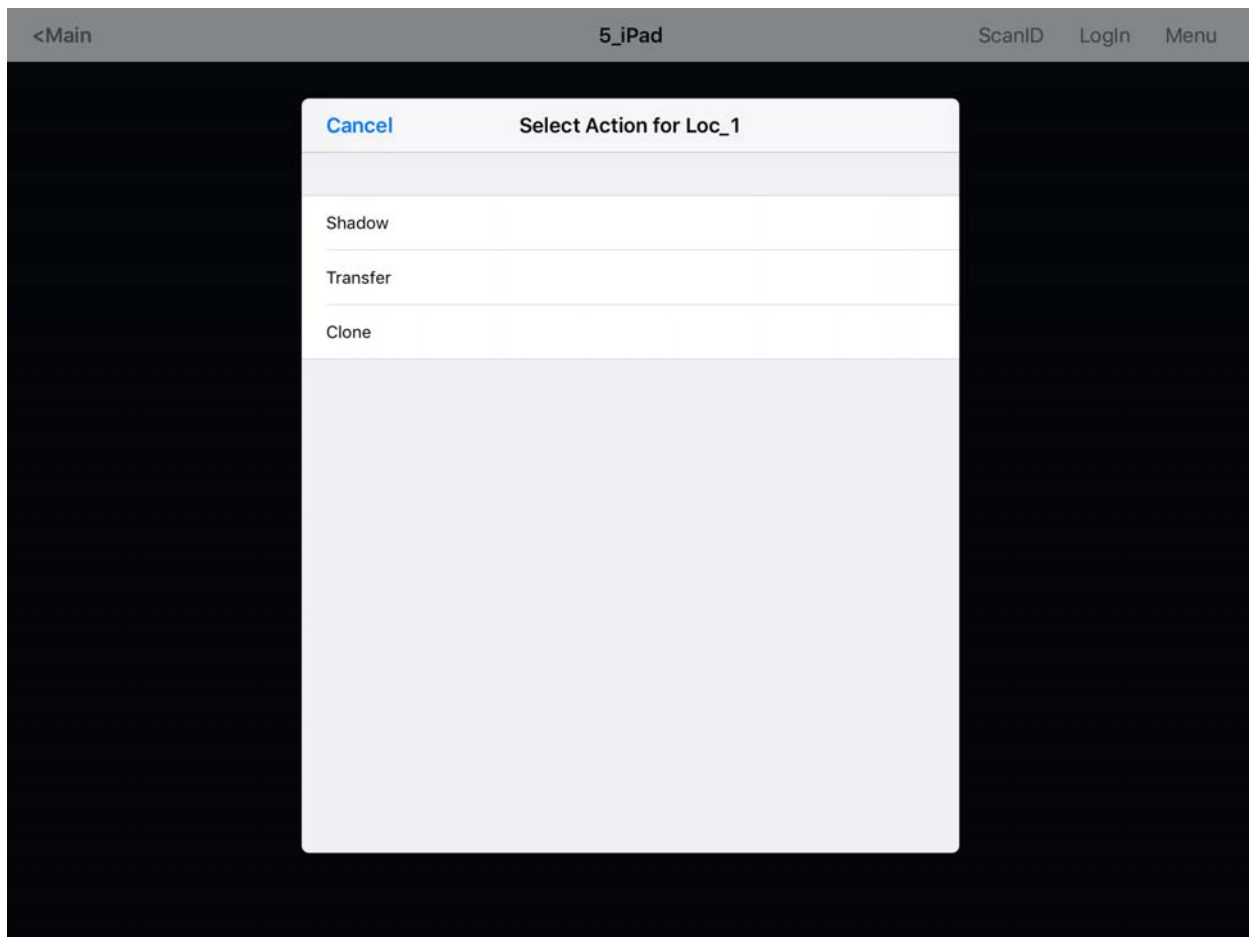 <Main 5_iPad ScanID LogIn Menu
Cancel Select Action for Loc_1
Shadow
Transfer
Clone